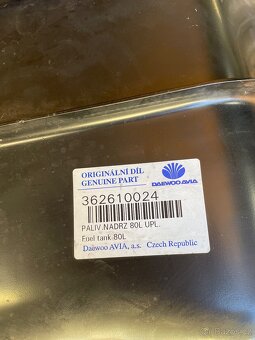 ORIGINÁLNÍ DÍL
GENUINE PART
DAEWOO AVIA
362610024
PALIV.NADRZ 80L UPL.
Fuel tank 80L
Daewoo AVIA, a.s. Czech Republic